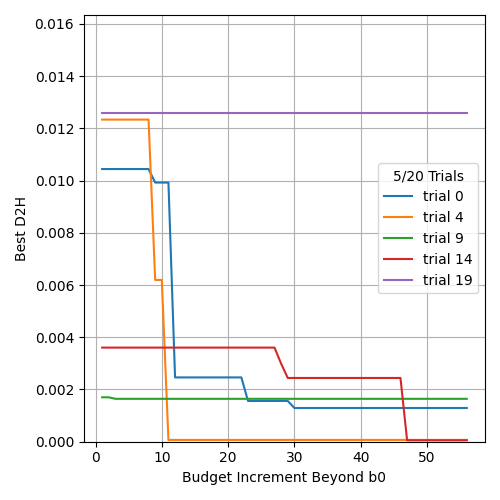 0.016
0.014
0.012
0.010
0.008
0.006
0.004
0.002
0.000
Best D2H
5/20 Trials
trial 0
trial 4
trial 9
trial 14
trial 19
0 10 20 30 40 50
Budget Increment Beyond b0